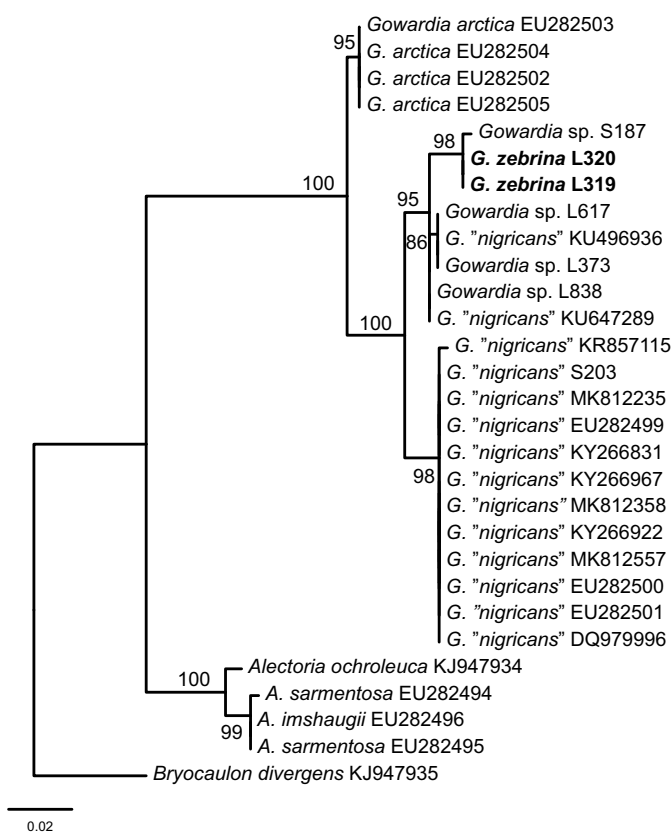 Gowardia arctica EU282503
95
G. arctica EU282504
G. arctica EU282502
G. arctica EU282505
Gowardia sp. S187
98
G. zebrina L320
G. zebrina L319
100
95
Gowardia sp. L617
G. ”nigricans” KU496936
86
Gowardia sp. L373
Gowardia sp. L838
G. ”nigricans” KU647289
100
G. ”nigricans” KR857115
G. ”nigricans” S203
G. ”nigricans” MK812235
G. ”nigricans” EU282499
G. ”nigricans” KY266831
98
G. ”nigricans” KY266967
G. ”nigricans” MK812358
G. ”nigricans” KY266922
G. ”nigricans” MK812557
G. ”nigricans” EU282500
G. ”nigricans” EU282501
G. ”nigricans” DQ979996
Alectoria ochroleuca KJ947934
100
A. sarmentosa EU282494
A. imshaugii EU282496
99
A. sarmentosa EU282495
Bryocaulon divergens KJ947935
0.02